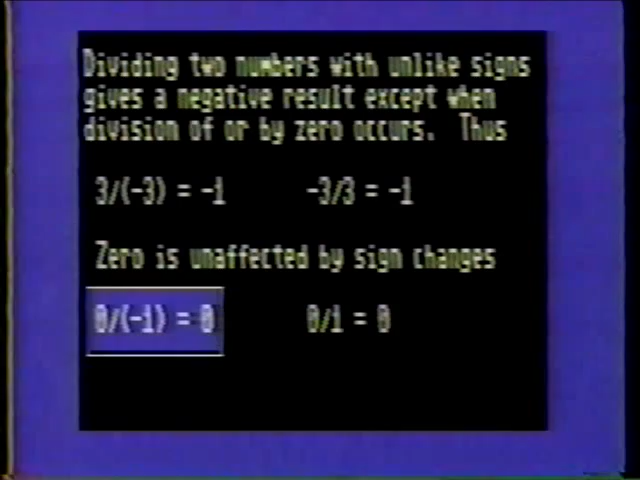 Dividing two numbers with unlike signs
gives a negative result except when
division of or by zero occurs. Thus
3/(-3) = -1 -3/3 = -1
Zero is unaffected by sign changes
0/(-1) = 0 0/1 = 0